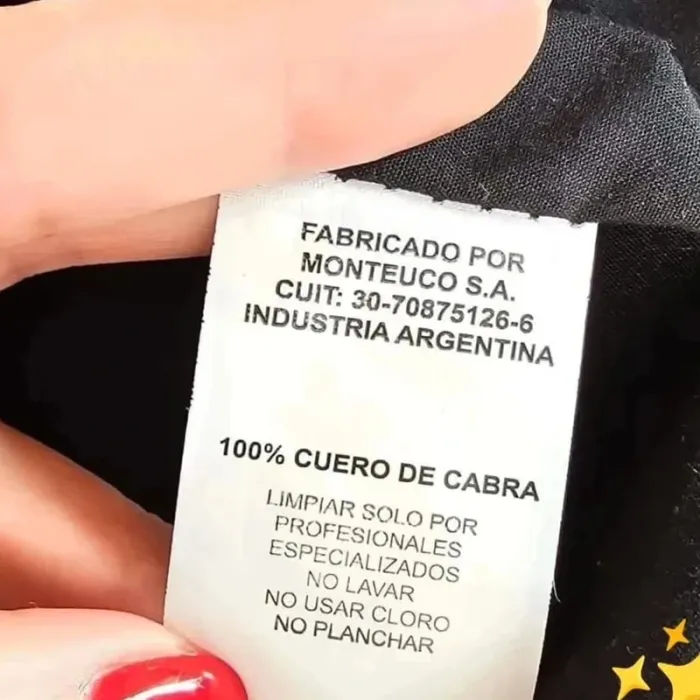 FABRICADO POR
MONTEUCO S.A.
CUIT: 30-70875126-6
INDUSTRIA ARGENTINA
100% CUERO DE CABRA
LIMPIAR SOLO POR
PROFESIONALES
ESPECIALIZADOS
NO LAVAR
NO USAR CLORO
NO PLANCHAR